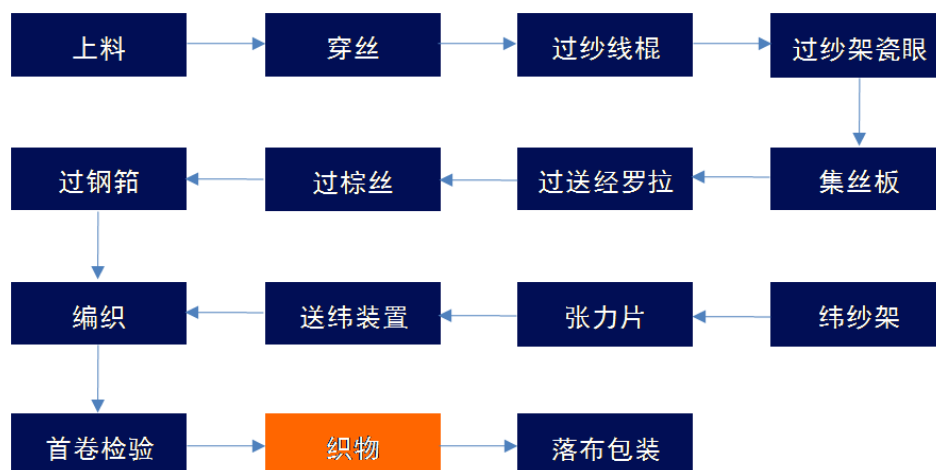 上料
穿丝
过纱线棍
过纱架瓷眼
过钢筘
过棕丝
过送经罗拉
集丝板
编织
送纬装置
张力片
纬纱架
首卷检验
织物
落布包装